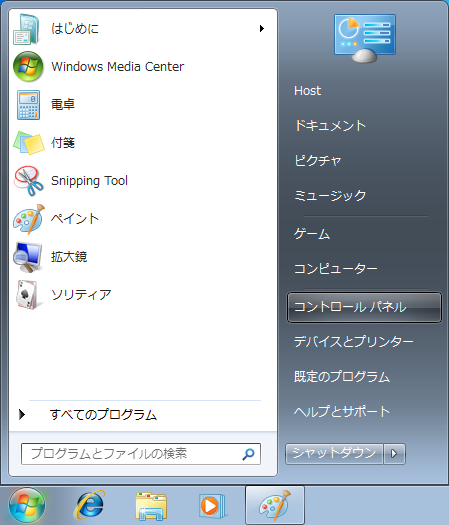 はじめに
Windows Media Center
電卓
付箋
Snipping Tool
ペイント
拡大鏡
ソリティア
すべてのプログラム
プログラムとファイルの検索
Host
ドキュメント
ピクチャ
ミュージック
ゲーム
コンピューター
コントロール パネル
デバイスとプリンター
既定のプログラム
ヘルプとサポート
シャットダウン